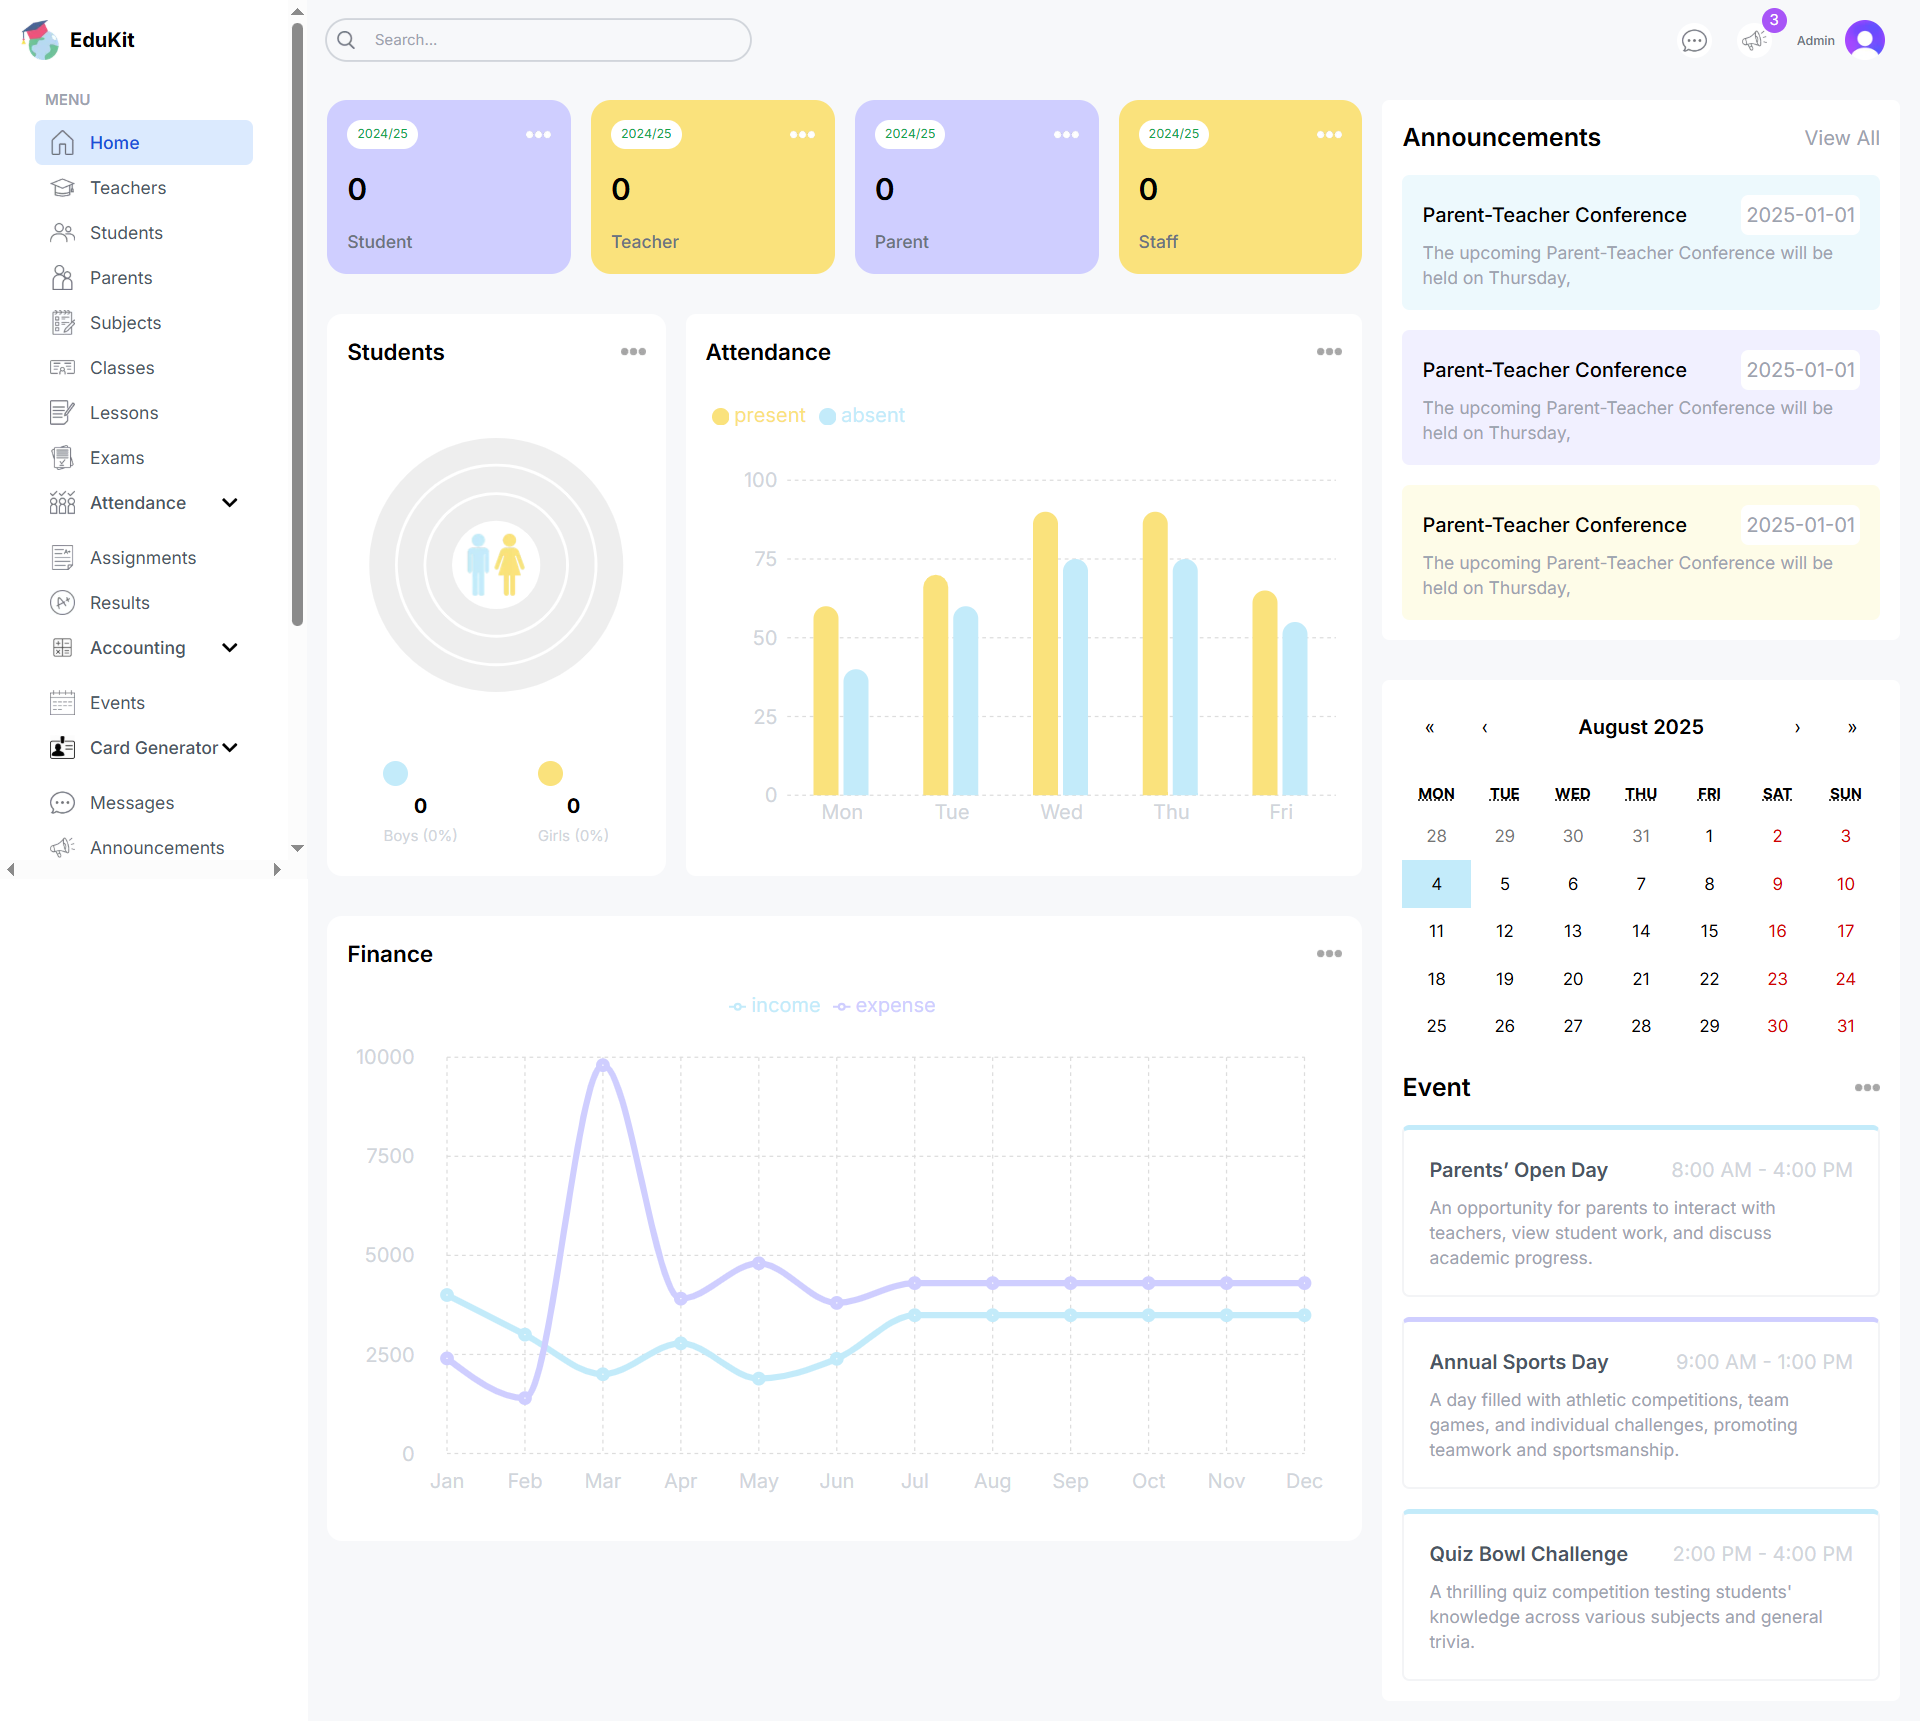 EduKit
MENU
Home
Teachers
Students
Parents
Subjects
Classes
Lessons
Exams
Attendance
Assignments
Results
Accounting
Events
Card Generator
Messages
Announcements
Search...
3
Admin
2024/25
0
Student
2024/25
0
Teacher
2024/25
0
Parent
2024/25
0
Staff
Students
0
Boys (0%)
0
Girls (0%)
Attendance
present absent
100
75
50
25
0
Mon Tue Wed Thu Fri
Finance
income expense
10000
7500
5000
2500
0
Jan Feb Mar Apr May Jun Jul Aug Sep Oct Nov Dec
Announcements View All
Parent-Teacher Conference 2025-01-01
The upcoming Parent-Teacher Conference will be
held on Thursday,
Parent-Teacher Conference 2025-01-01
The upcoming Parent-Teacher Conference will be
held on Thursday,
Parent-Teacher Conference 2025-01-01
The upcoming Parent-Teacher Conference will be
held on Thursday,
« ‹ August 2025 › »
MON TUE WED THU FRI SAT SUN
28 29 30 31 1 2 3
4 5 6 7 8 9 10
11 12 13 14 15 16 17
18 19 20 21 22 23 24
25 26 27 28 29 30 31
Event
Parents’ Open Day 8:00 AM - 4:00 PM
An opportunity for parents to interact with
teachers, view student work, and discuss
academic progress.
Annual Sports Day 9:00 AM - 1:00 PM
A day filled with athletic competitions, team
games, and individual challenges, promoting
teamwork and sportsmanship.
Quiz Bowl Challenge 2:00 PM - 4:00 PM
A thrilling quiz competition testing students'
knowledge across various subjects and general
trivia.